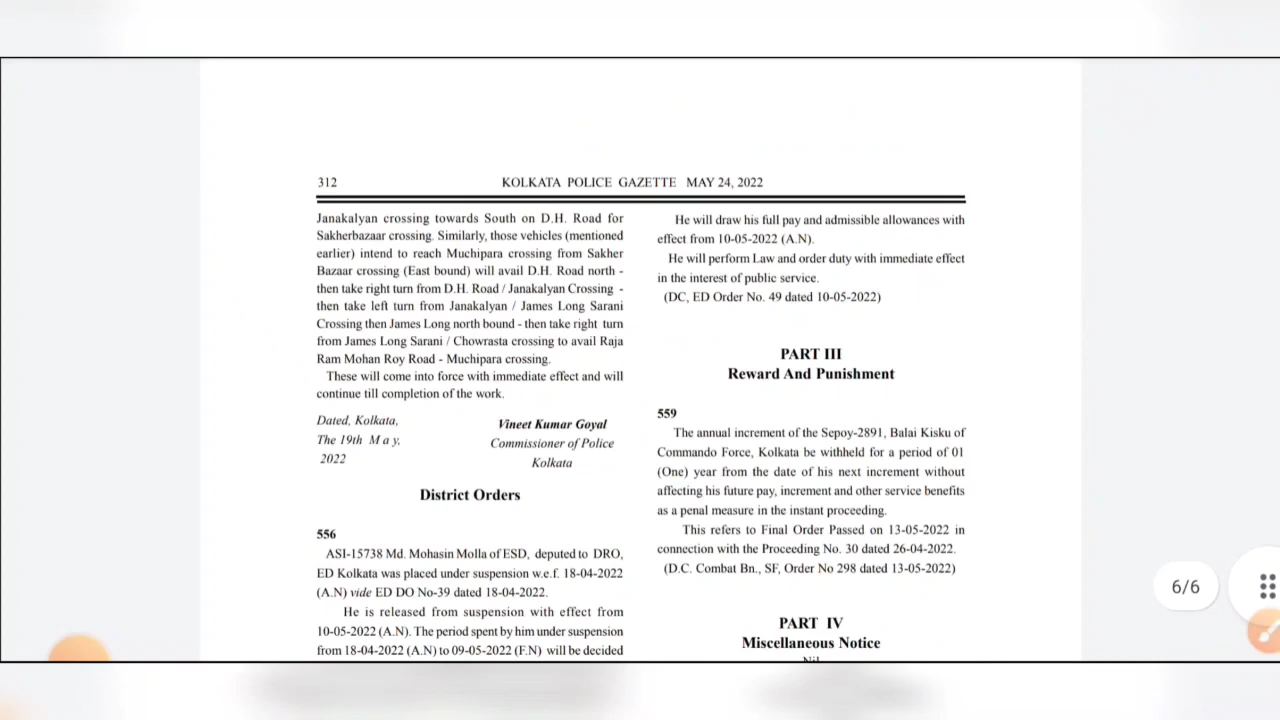 312
KOLKATA POLICE GAZETTE MAY 24, 2022
Janakalyan crossing towards South on D.H. Road for
Sakherbazaar crossing. Similarly, those vehicles (mentioned
earlier) intend to reach Muchipara crossing from Sakher
Bazaar crossing (East bound) will avail D.H. Road north -
then take right turn from D.H. Road / Janakalyan Crossing -
then take left turn from Janakalyan / James Long Sarani
Crossing then James Long north bound - then take right turn
from James Long Sarani / Chowrasta crossing to avail Raja
Ram Mohan Roy Road - Muchipara crossing.
These will come into force with immediate effect and will
continue till completion of the work.
Dated, Kolkata,
The 19th M a y,
2022
Vineet Kumar Goyal
Commissioner of Police
Kolkata
District Orders
556
ASI-15738 Md. Mohasin Molla of ESD, deputed to DRO,
ED Kolkata was placed under suspension w.e.f. 18-04-2022
(A.N) vide ED DO No-39 dated 18-04-2022.
He is released from suspension with effect from
10-05-2022 (A.N). The period spent by him under suspension
from 18-04-2022 (A.N) to 09-05-2022 (F.N) will be decided
He will draw his full pay and admissible allowances with
effect from 10-05-2022 (A.N).
He will perform Law and order duty with immediate effect
in the interest of public service.
(DC, ED Order No. 49 dated 10-05-2022)
PART III
Reward And Punishment
559
The annual increment of the Sepoy-2891, Balai Kisku of
Commando Force, Kolkata be withheld for a period of 01
(One) year from the date of his next increment without
affecting his future pay, increment and other service benefits
as a penal measure in the instant proceeding.
This refers to Final Order Passed on 13-05-2022 in
connection with the Proceeding No. 30 dated 26-04-2022.
(D.C. Combat Bn., SF, Order No 298 dated 13-05-2022)
PART IV
Miscellaneous Notice
6/6